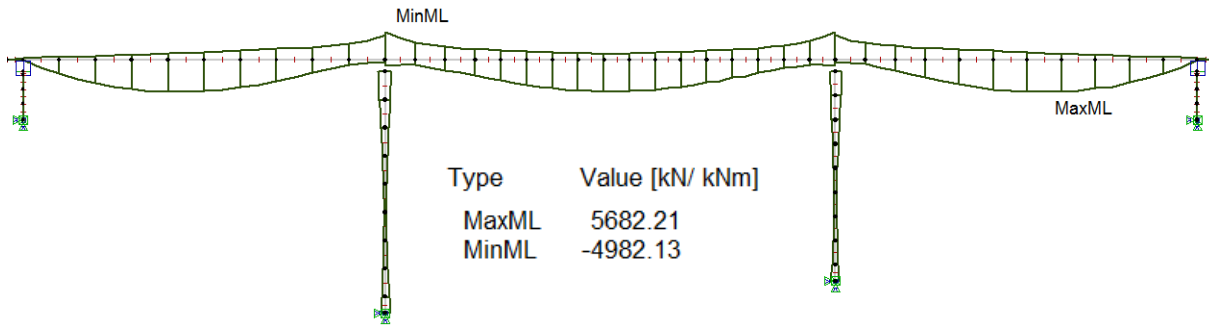 MinML
MaxML
Type Value [kN/ kNm]
MaxML 5682.21
MinML -4982.13